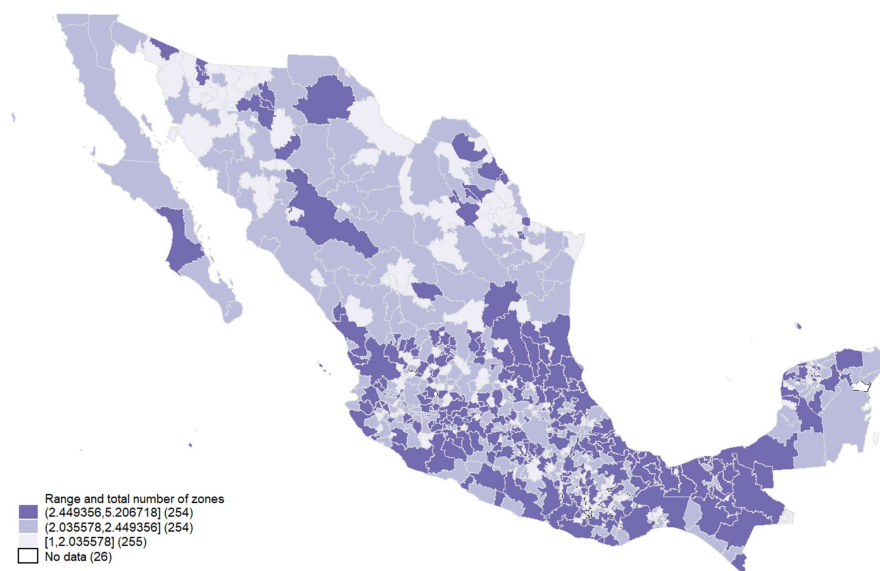 Range and total number of zones
(2.449356,5.206718] (254)
(2.035578,2.449356] (254)
[1,2.035578] (255)
No data (26)